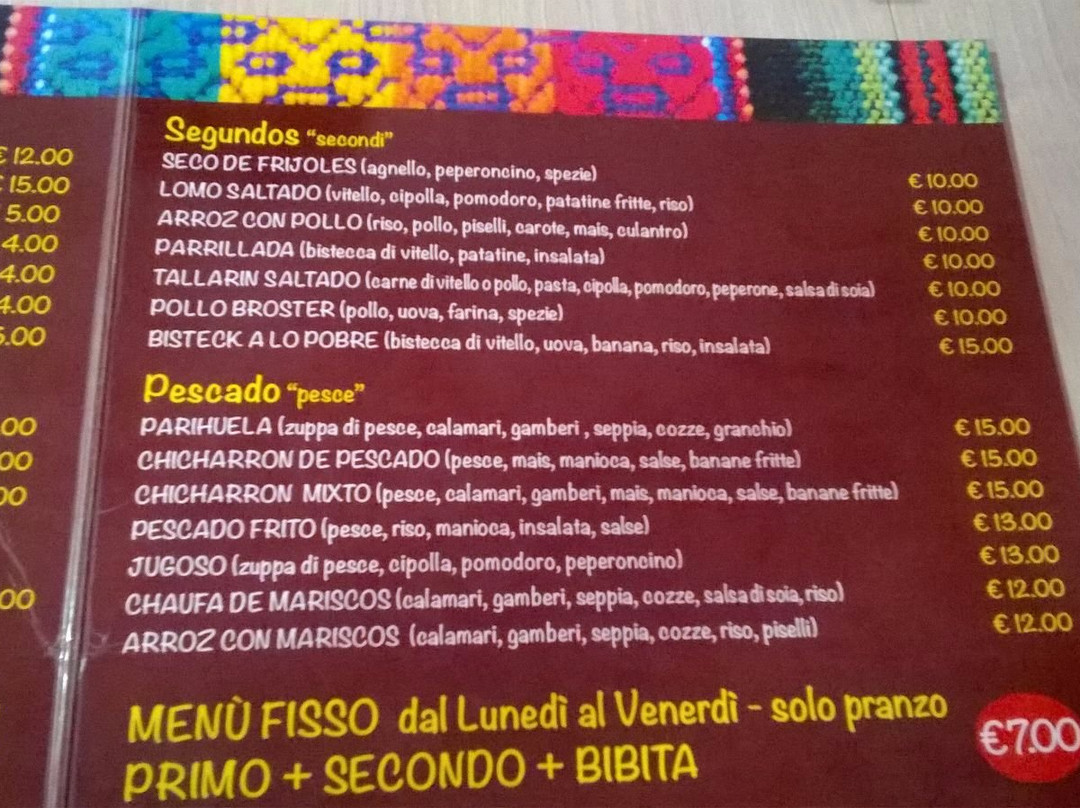 € 12.00
€ 15.00
5.00
4.00
4.00
4.00
5.00
00
00
00
00
Segundos “secondi”
SECO DE FRIJOLES (agnello, peperoncino, spezie) € 10.00
LOMO SALTADO (vitello, cipolla, pomodoro, patatine fritte, riso) € 10.00
ARROZ CON POLLO (riso, pollo, piselli, carote, mais, culantro) € 10.00
PARRILLADA (bistecca di vitello, patatine, insalata) € 10.00
TALLARIN SALTADO (carne di vitello o pollo, pasta, cipolla, pomodoro, peperone, salsa di soia) € 10.00
POLLO BROSTER (pollo, uova, farina, spezie) € 10.00
BISTECK A LO POBRE (bistecca di vitello, uova, banana, riso, insalata) € 15.00
Pescado “pesce”
PARIHUELA (zuppa di pesce, calamari, gamberi , seppia, cozze, granchio) € 15.00
CHICHARRON DE PESCADO (pesce, mais, manioca, salse, banane fritte) € 15.00
CHICHARRON MIXTO (pesce, calamari, gamberi, mais, manioca, salse, banane fritte) € 15.00
PESCADO FRITO (pesce, riso, manioca, insalata, salse) € 13.00
JUGOSO (zuppa di pesce, cipolla, pomodoro, peperoncino) € 13.00
CHAUFA DE MARISCOS (calamari, gamberi, seppia, cozze, salsa di soia, riso) € 12.00
ARROZ CON MARISCOS (calamari, gamberi, seppia, cozze, riso, piselli) € 12.00
MENÙ FISSO dal Lunedì al Venerdì - solo pranzo €7.00
PRIMO + SECONDO + BIBITA